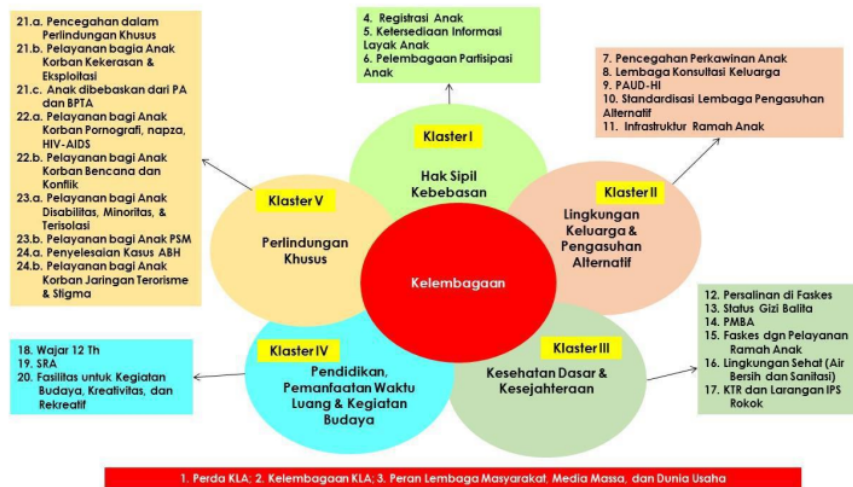 21.a. Pencegahan dalam
Perlindungan Khusus
21.b. Pelayanan bagia Anak
Korban Kekerasan &
Eksploitasi
21.c. Anak dibebaskan dari PA
dan BPTA
22.a. Pelayanan bagi Anak
Korban Pornografi, napza,
HIV-AIDS
22.b. Pelayanan bagi Anak
Korban Bencana dan
Konflik
23.a. Pelayanan bagi Anak
Disabilitas, Minoritas, &
Terisolasi
23.b. Pelayanan bagi Anak PSM
24.a. Penyelesaian Kasus ABH
24.b. Pelayanan bagi Anak
Korban Jaringan Terorisme
& Stigma
4. Registrasi Anak
5. Ketersediaan Informasi
Layak Anak
6. Pelembagaan Partisipasi
Anak
7. Pencegahan Perkawinan Anak
8. Lembaga Konsultasi Keluarga
9. PAUD-HI
10. Standardisasi Lembaga Pengasuhan
Alternatif
11. Infrastruktur Ramah Anak
Klaster I
Hak Sipil
Kebebasan
Klaster II
Lingkungan
Keluarga &
Pengasuhan
Alternatif
Klaster V
Perlindungan
Khusus
Kelembagaan
Klaster IV
Pendidikan,
Pemanfaatan Waktu
Luang & Kegiatan
Budaya
Klaster III
Kesehatan Dasar &
Kesejahteraan
12. Persalinan di Faskes
13. Status Gizi Balita
14. PMBA
15. Faskes dgn Pelayanan
Ramah Anak
16. Lingkungan Sehat (Air
Bersih dan Sanitasi)
17. KTR dan Larangan IPS
Rokok
18. Wajar 12 Th
19. SRA
20. Fasilitas untuk Kegiatan
Budaya, Kreativitas, dan
Rekreatif
1. Perda KLA; 2. Kelembagaan KLA; 3. Peran Lembaga Masyarakat, Media Massa, dan Dunia Usaha